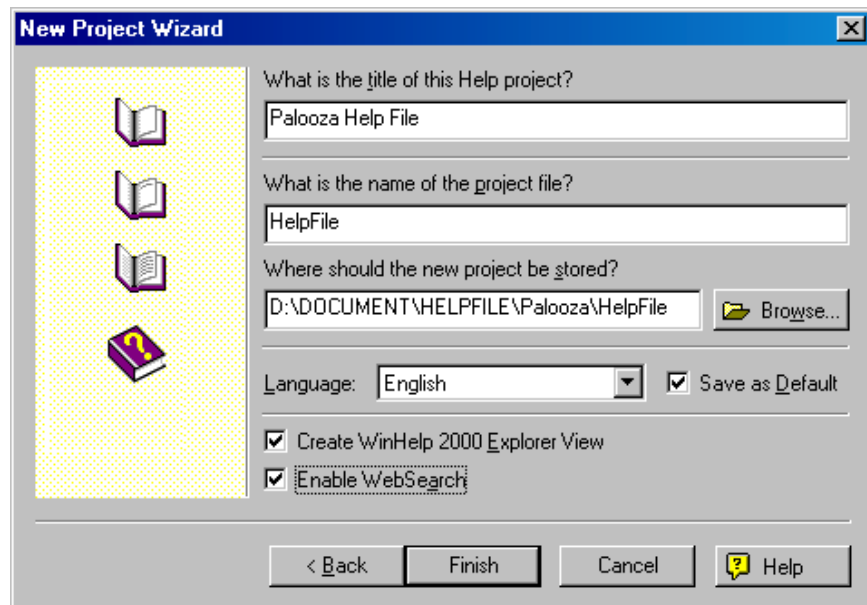 New Project Wizard
What is the title of this Help project?
Palooza Help File
What is the name of the project file?
HelpFile
Where should the new project be stored?
D:\DOCUMENT\HELPFILE\Palooza\HelpFile
Browse...
Language: English Save as Default
Create WinHelp 2000 Explorer View
Enable WebSearch
< Back Finish Cancel ? Help